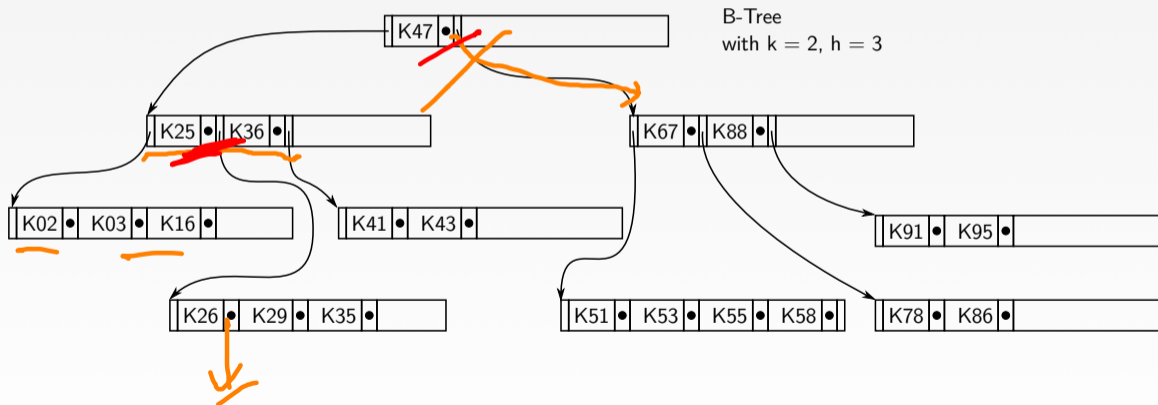 K47
B-Tree
with k = 2, h = 3
K25 K36
K67 K88
K02 K03 K16
K41 K43
K91 K95
K26 K29 K35
K51 K53 K55 K58
K78 K86